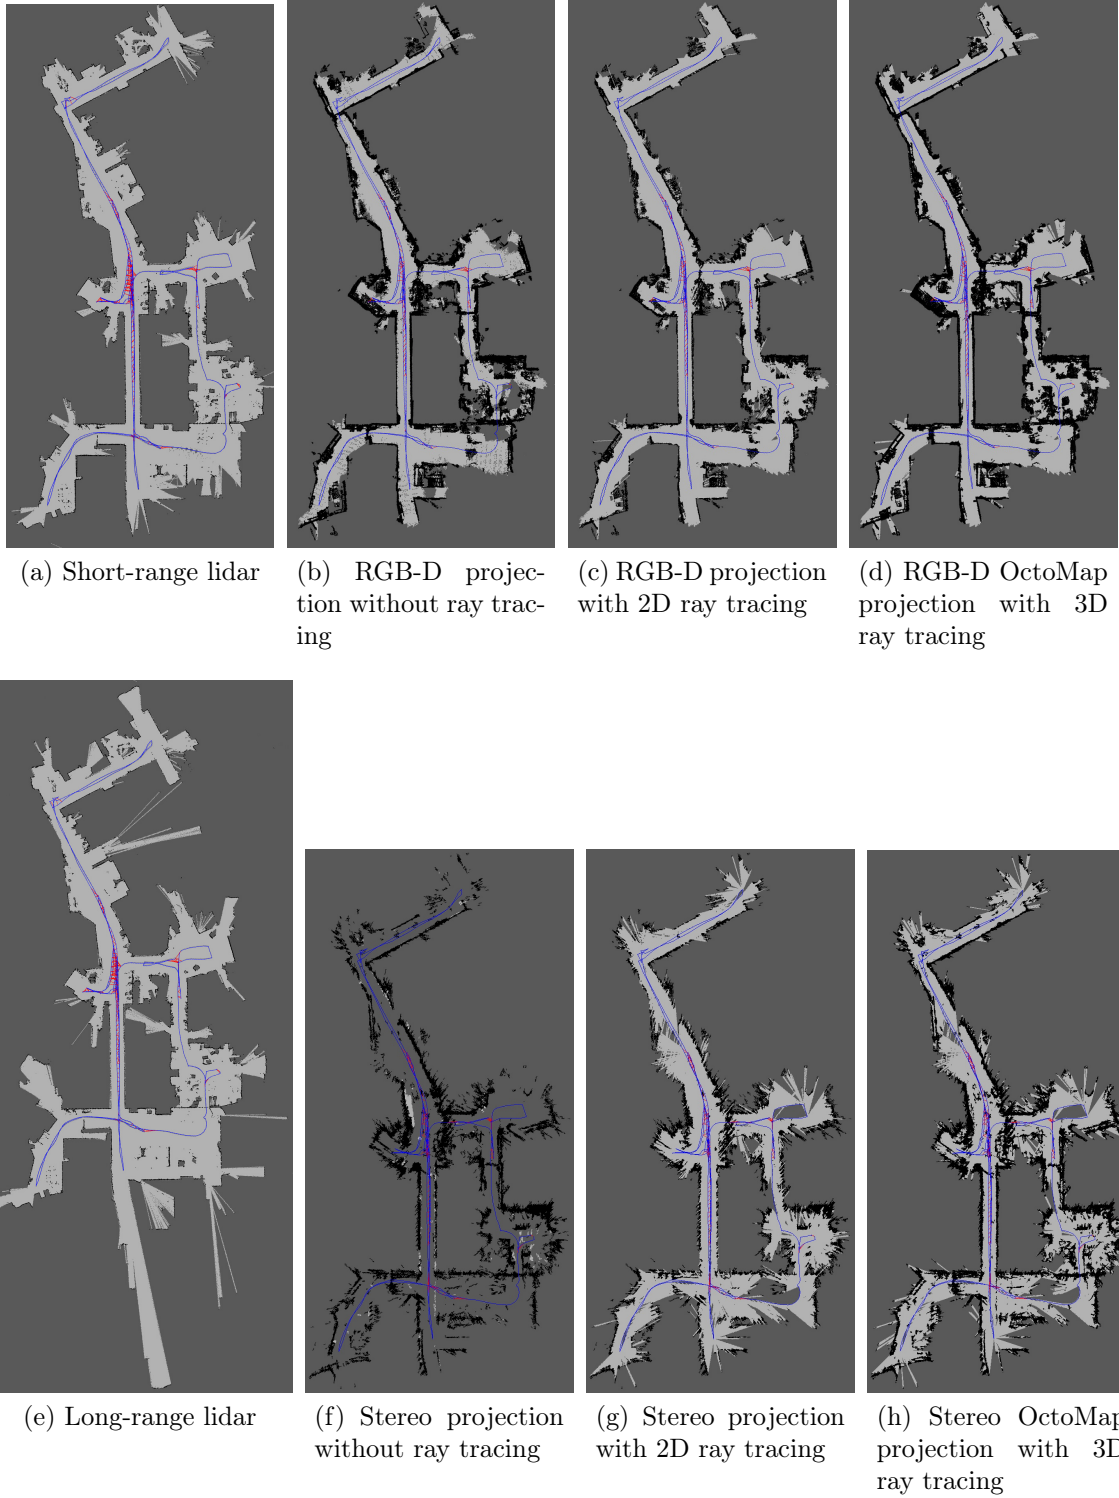 (a) Short-range lidar
(b) RGB-D projec-
tion without ray trac-
ing
(c) RGB-D projection
with 2D ray tracing
(d) RGB-D OctoMap
projection with 3D
ray tracing
(e) Long-range lidar
(f) Stereo projection
without ray tracing
(g) Stereo projection
with 2D ray tracing
(h) Stereo OctoMap
projection with 3D
ray tracing